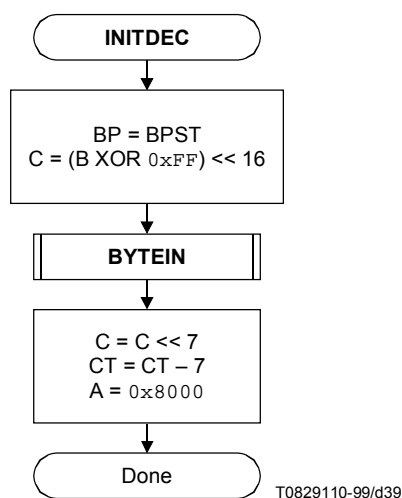 INITDEC
BP = BPST
C = (B XOR 0xFF) << 16
BYTEIN
C = C << 7
CT = CT – 7
A = 0x8000
Done
T0829110-99/d39